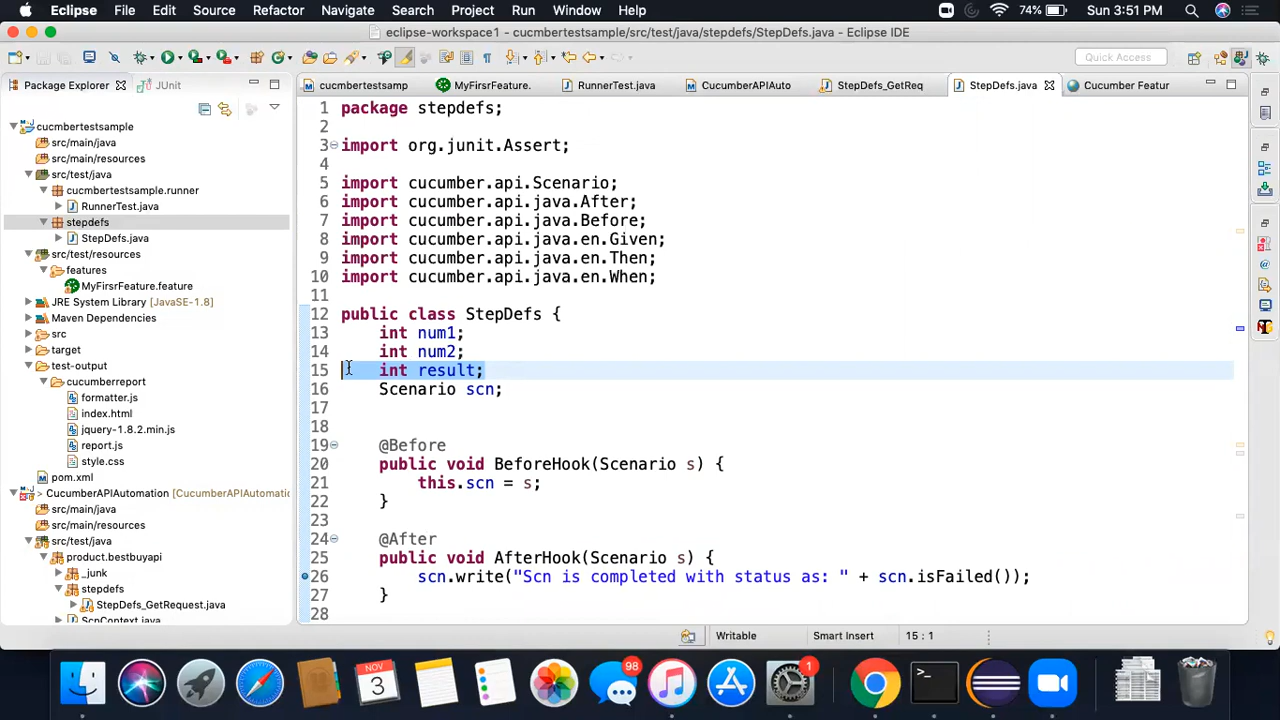 Eclipse File Edit Source Refactor Navigate Search Project Run Window Help 74% Sun 3:51 PM
eclipse-workspace1 - cucmbertestsample/src/test/java/stepdefs/StepDefs.java - Eclipse IDE
Quick Access
Package Explorer JUnit
cucmbertestsamp MyFirsrFeature. RunnerTest.java CucumberAPIAuto StepDefs_GetReq StepDefs.java Cucumber Featur
cucmbertestsample
src/main/java
src/main/resources
src/test/java
cucmbertestsample.runner
RunnerTest.java
stepdefs
StepDefs.java
src/test/resources
features
MyFirsrFeature.feature
JRE System Library [JavaSE-1.8]
Maven Dependencies
src
target
test-output
cucumberreport
formatter.js
index.html
jquery-1.8.2.min.js
report.js
style.css
pom.xml
> CucumberAPIAutomation [CucumberAPIAutomatic
src/main/java
src/main/resources
src/test/java
product.bestbuyapi
_junk
stepdefs
StepDefs_GetRequest.java
ScnContext.java
1 package stepdefs;
2
3 import org.junit.Assert;
4
5 import cucumber.api.Scenario;
6 import cucumber.api.java.After;
7 import cucumber.api.java.Before;
8 import cucumber.api.java.en.Given;
9 import cucumber.api.java.en.Then;
10 import cucumber.api.java.en.When;
11
12 public class StepDefs {
13 int num1;
14 int num2;
15 int result;
16 Scenario scn;
17
18
19 @Before
20 public void BeforeHook(Scenario s) {
21 this.scn = s;
22 }
23
24 @After
25 public void AfterHook(Scenario s) {
26 scn.write("Scn is completed with status as: " + scn.isFailed());
27 }
28
Writable Smart Insert 15 : 1
NOV
3
98
1